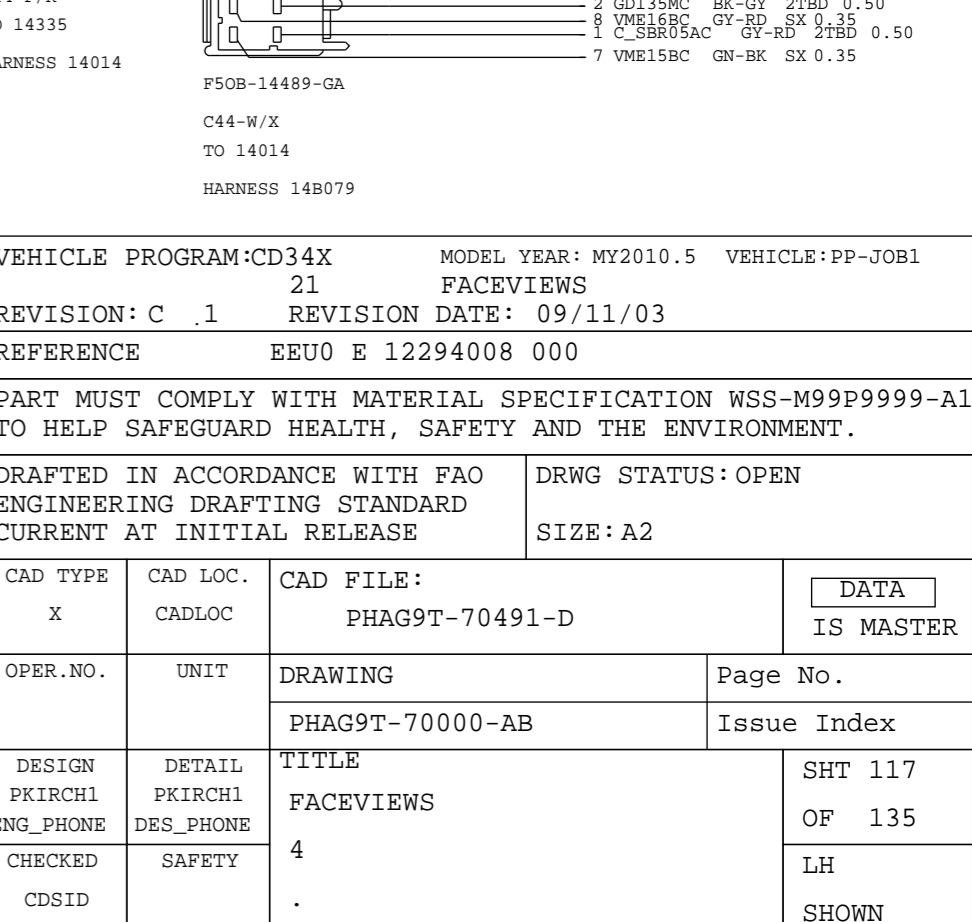 2 GD135MC BK-GY 2TBD 0.50
14335
8 VME16BC GY-RD SX 0.35
1 C_SBR05AC GY-RD 2TBD 0.50
7 VME15BC GN-BK SX 0.35
ARNESS 14014
F5OB-14489-GA
C44-W/X
TO 14014
HARNESS 14B079
VEHICLE PROGRAM:CD34X MODEL YEAR: MY2010.5 VEHICLE:PP-JOB1
21 FACEVIEWS
REVISION: C .1 REVISION DATE: 09/11/03
REFERENCE EEU0 E 12294008 000
PART MUST COMPLY WITH MATERIAL SPECIFICATION WSS-M99P9999-A1
TO HELP SAFEGUARD HEALTH, SAFETY AND THE ENVIRONMENT.
DRAFTED IN ACCORDANCE WITH FAO
ENGINEERING DRAFTING STANDARD
CURRENT AT INITIAL RELEASE
DRWG STATUS: OPEN
SIZE: A2
CAD TYPE
X
CAD LOC.
CADLOC
CAD FILE:
PHAG9T-70491-D
DATA
IS MASTER
OPER.NO.
UNIT
DRAWING
Page No.
PHAG9T-70000-AB
Issue Index
DESIGN
PKIRCH1
ENG_PHONE
DETAIL
PKIRCH1
DES_PHONE
TITLE
FACEVIEWS
4
.
SHT 117
OF 135
CHECKED
CDSID
SAFETY
LH
SHOWN